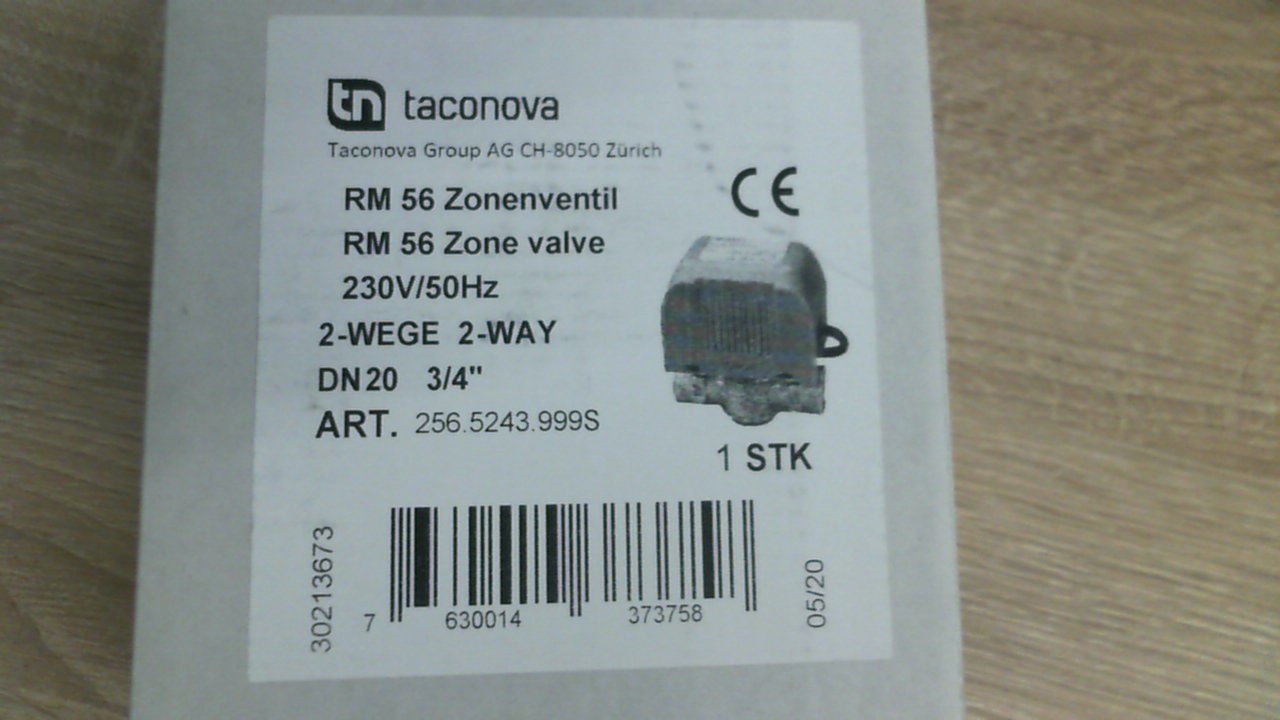 tn taconova
Taconova Group AG CH-8050 Zürich
RM 56 Zonenventil
RM 56 Zone valve
230V/50Hz
2-WEGE 2-WAY
DN20 3/4"
ART. 256.5243.999S
CE
1 STK
30213673
7 630014 373758
05/20